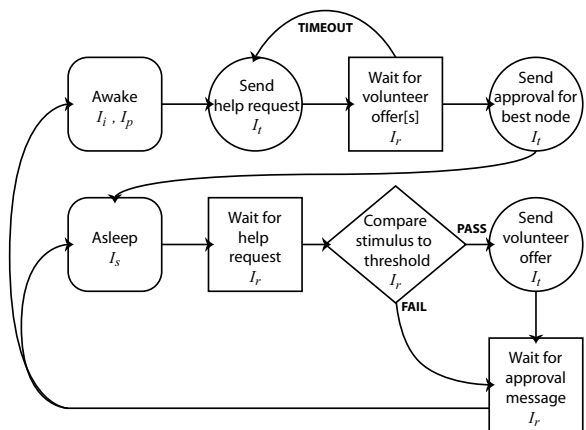 TIMEOUT
Awake
I_i , I_p
Send
help request
I_t
Wait for
volunteer
offer[s]
I_r
Send
approval for
best node
I_t
Asleep
I_s
Wait for
help
request
I_r
Compare
stimulus to
threshold
I_r
PASS
FAIL
Send
volunteer
offer
I_t
Wait for
approval
message
I_r